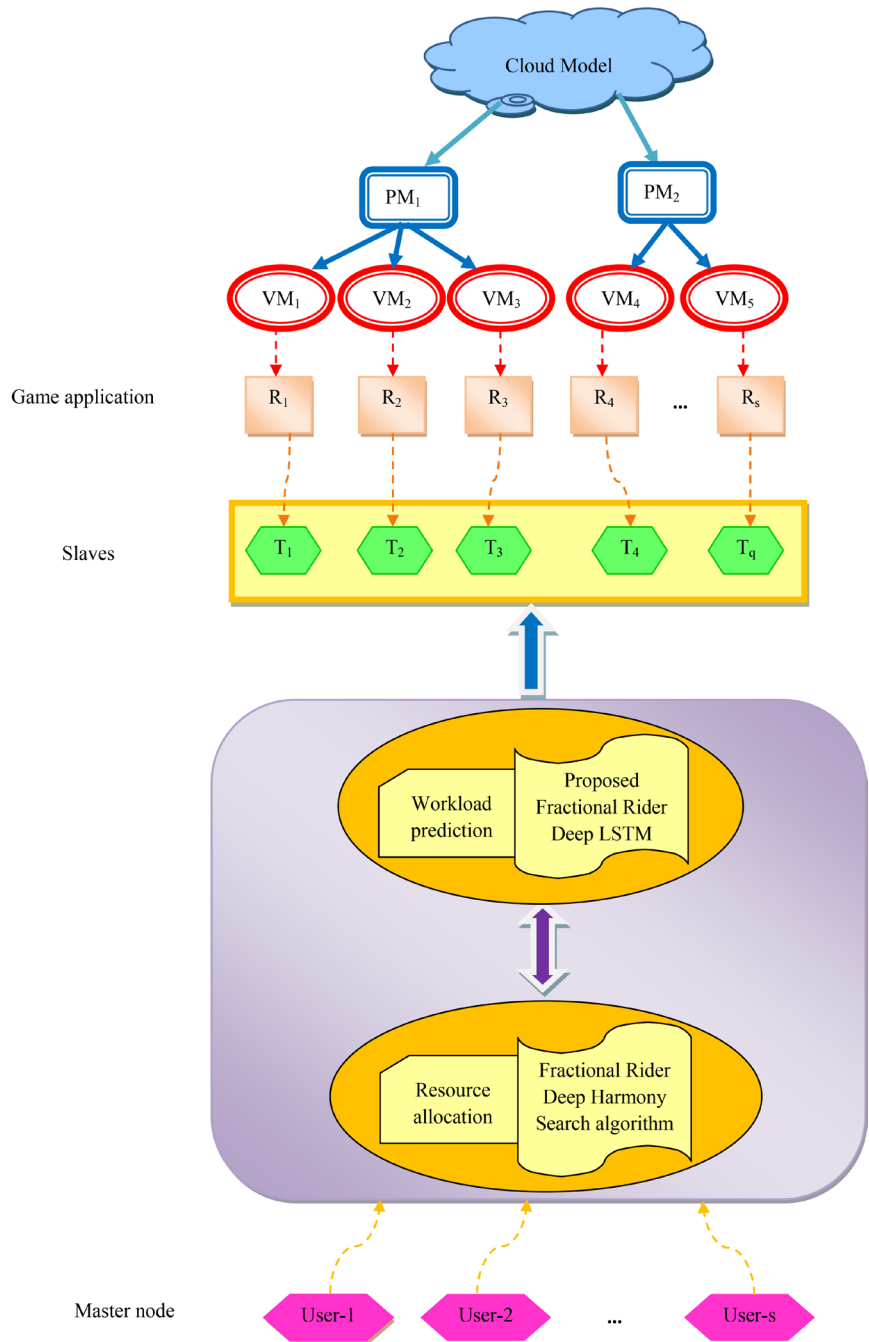 Cloud Model
PM₁
PM₂
VM₁
VM₂
VM₃
VM₄
VM₅
Game application
R₁
R₂
R₃
R₄
...
Rₛ
Slaves
T₁
T₂
T₃
T₄
T_q
Workload
prediction
Proposed
Fractional Rider
Deep LSTM
Resource
allocation
Fractional Rider
Deep Harmony
Search algorithm
Master node
User-1
User-2
...
User-s